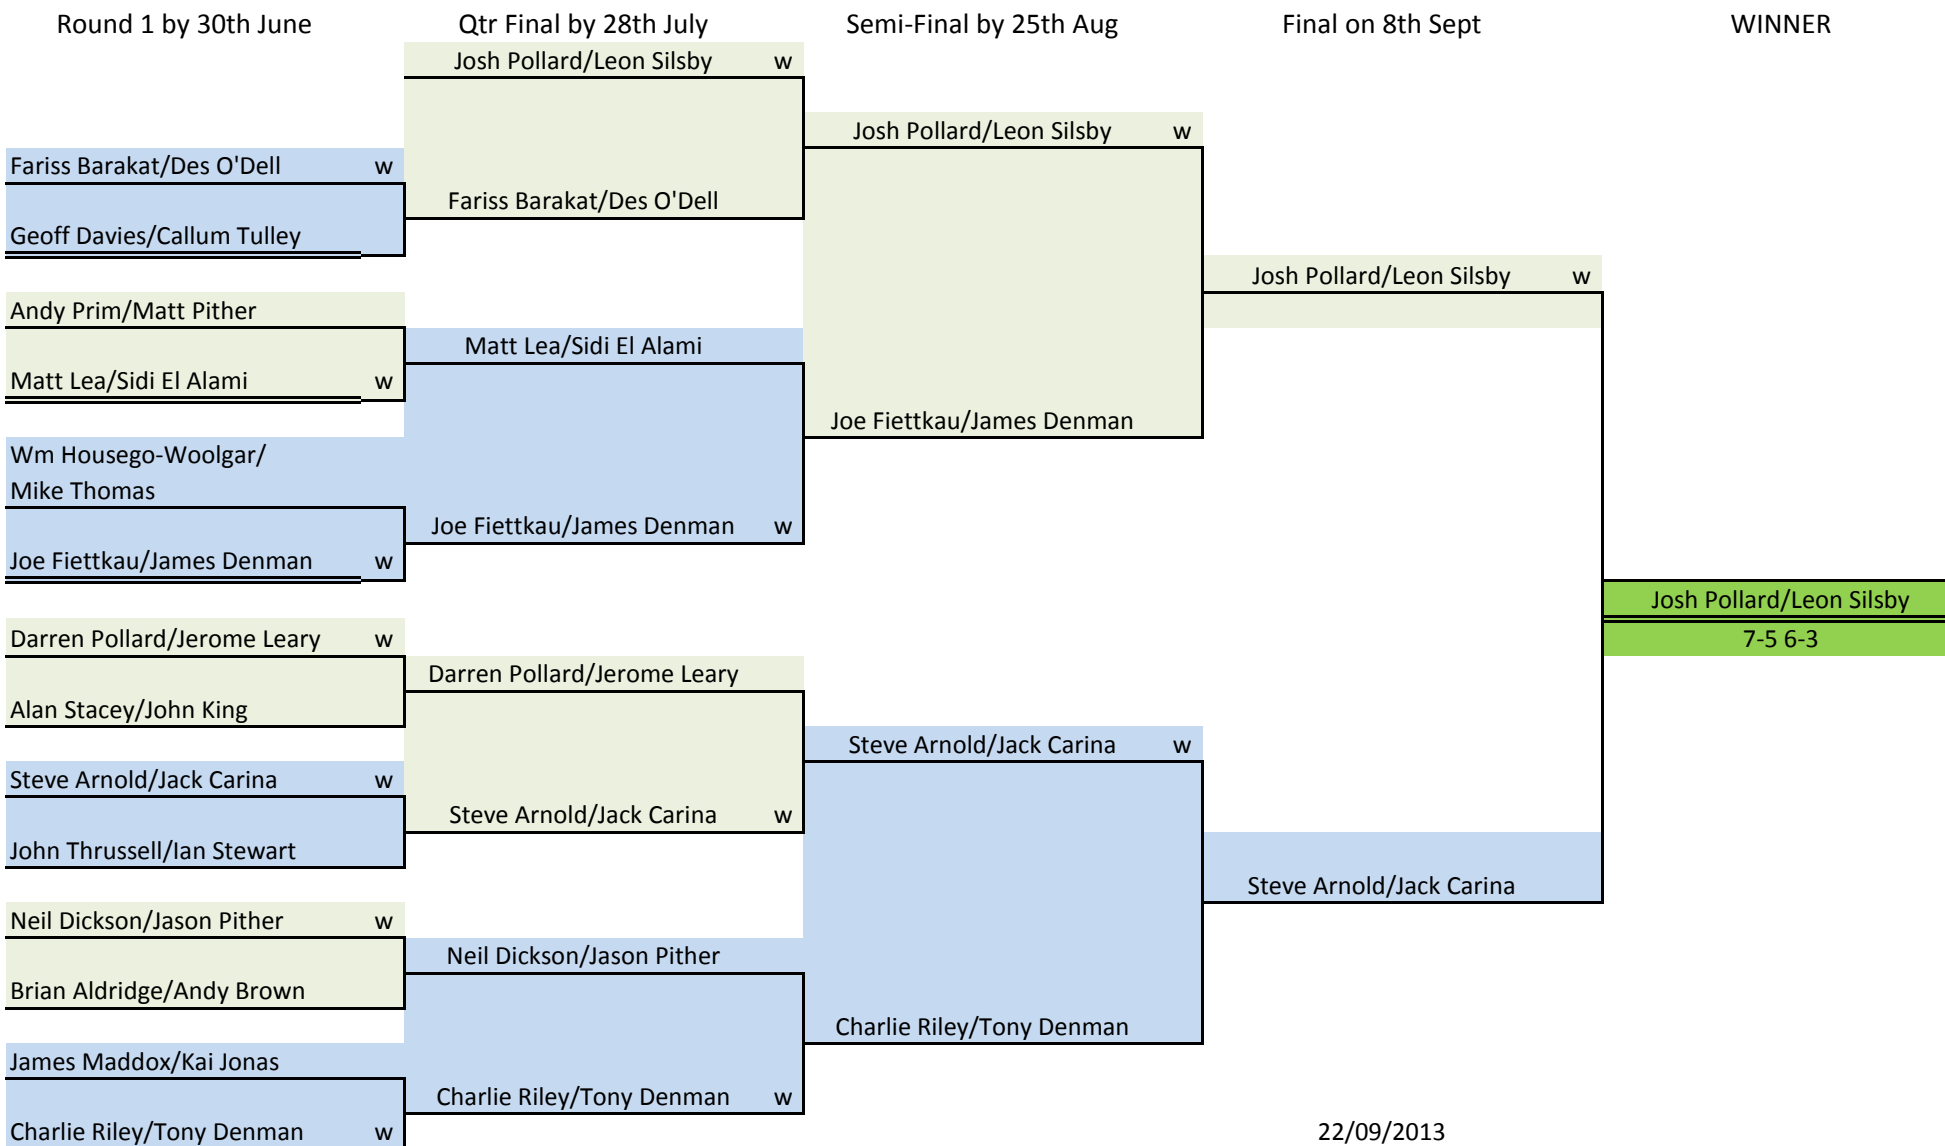 Round 1 by 30th June
Qtr Final by 28th July
Semi-Final by 25th Aug
Final on 8th Sept
WINNER
Josh Pollard/Leon Silsby w
Josh Pollard/Leon Silsby w
Fariss Barakat/Des O'Dell w
Fariss Barakat/Des O'Dell
Geoff Davies/Callum Tulley
Josh Pollard/Leon Silsby w
Andy Prim/Matt Pither
Matt Lea/Sidi El Alami
Matt Lea/Sidi El Alami w
Joe Fiettkau/James Denman
Wm Housego-Woolgar/
Mike Thomas
Joe Fiettkau/James Denman w
Joe Fiettkau/James Denman w
Josh Pollard/Leon Silsby
Darren Pollard/Jerome Leary w
7-5 6-3
Darren Pollard/Jerome Leary
Alan Stacey/John King
Steve Arnold/Jack Carina w
Steve Arnold/Jack Carina w
Steve Arnold/Jack Carina w
John Thrussell/Ian Stewart
Steve Arnold/Jack Carina
Neil Dickson/Jason Pither w
Neil Dickson/Jason Pither
Brian Aldridge/Andy Brown
Charlie Riley/Tony Denman
James Maddox/Kai Jonas
Charlie Riley/Tony Denman w
Charlie Riley/Tony Denman w
22/09/2013